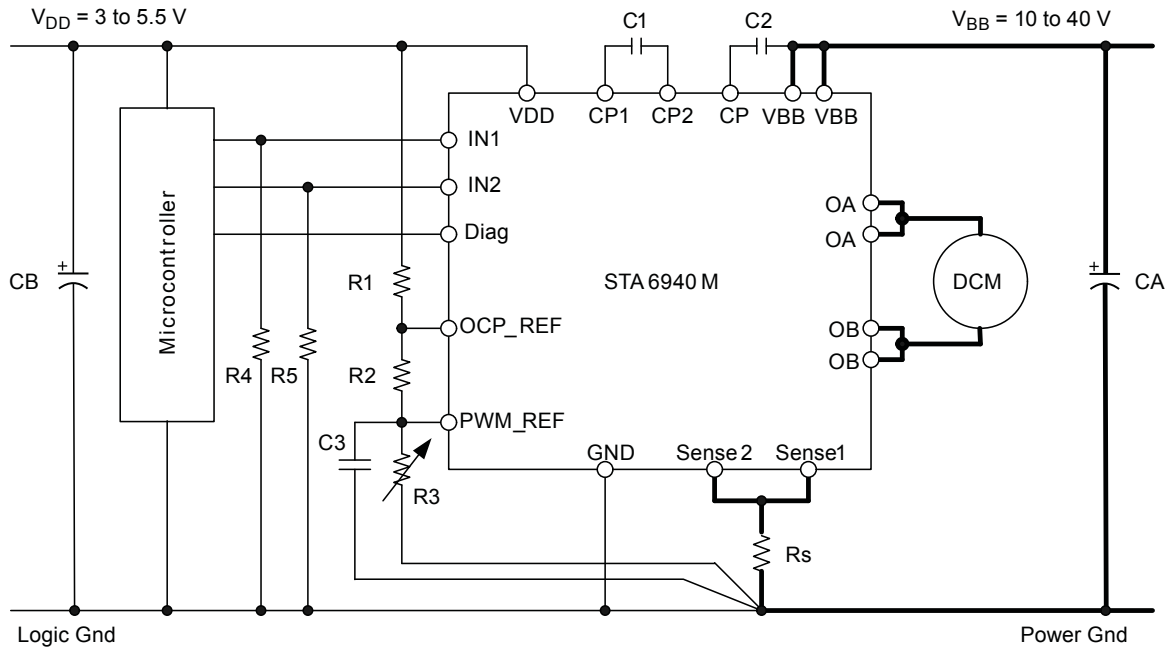 VDD = 3 to 5.5 V
C1
C2
VBB = 10 to 40 V
VDD
CP1
CP2
CP
VBB
VBB
IN1
IN2
Diag
OA
OA
Microcontroller
CB
R1
STA 6940 M
DCM
CA
OCP_REF
OB
OB
R4
R5
R2
PWM_REF
C3
R3
GND
Sense 2
Sense1
Rs
Logic Gnd
Power Gnd